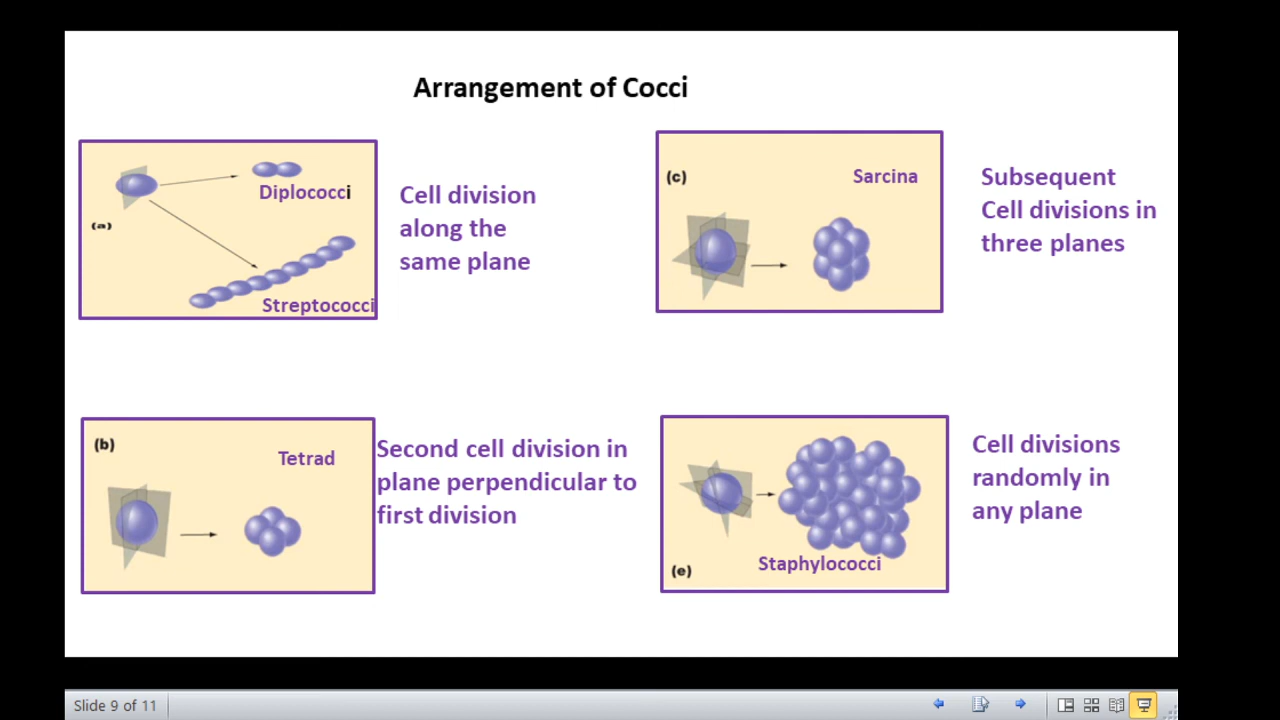 Arrangement of Cocci
(a)
Diplococci
Streptococci
Cell division
along the
same plane
(c)
Sarcina
Subsequent
Cell divisions in
three planes
(b)
Tetrad
Second cell division in
plane perpendicular to
first division
(e)
Staphylococci
Cell divisions
randomly in
any plane
Slide 9 of 11